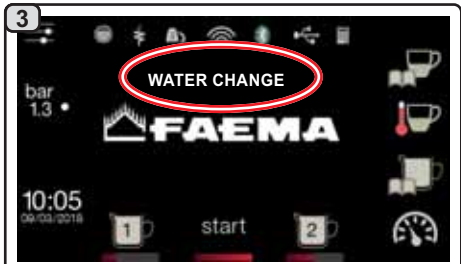 3
WATER CHANGE
bar
1.3
FAEMA
10:05
09/03/2018
1 start 2